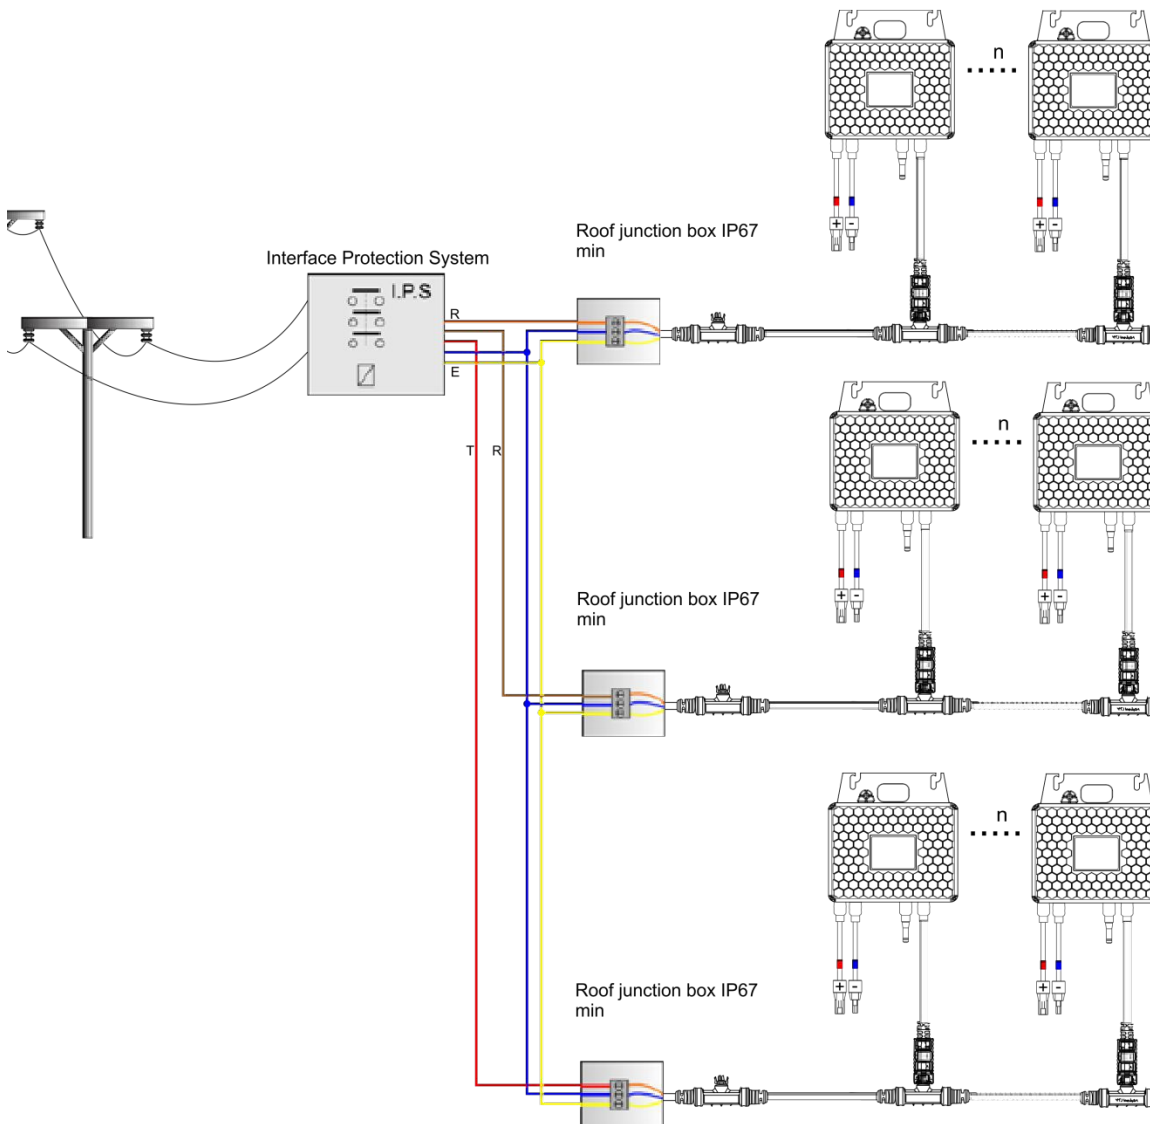 n
Roof junction box IP67
min
Interface Protection System
I.P.S
R
E
T R
+ -
+ -
n
Roof junction box IP67
min
+ -
+ -
n
Roof junction box IP67
min
+ -
+ -